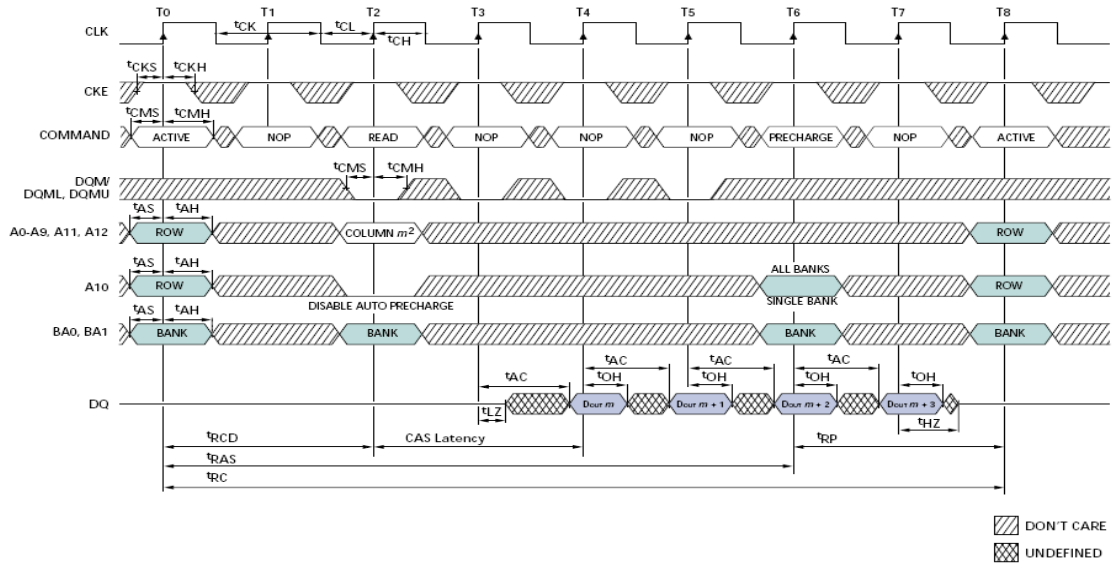 T0 T1 T2 T3 T4 T5 T6 T7 T8
CLK tCK tCL tCH
tCKS tCKH
CKE
tCMS tCMH
COMMAND ACTIVE NOP READ NOP NOP NOP PRECHARGE NOP ACTIVE
tCMS tCMH
DQM/
DQML, DQMU
tAS tAH
A0-A9, A11, A12 ROW COLUMN m2 ROW
tAS tAH ALL BANKS
A10 ROW ROW
DISABLE AUTO PRECHARGE SINGLE BANK
tAS tAH
BA0, BA1 BANK BANK BANK BANK
tAC tAC tAC tAC
tOH tOH tOH tOH
DQ DOUT m DOUT m + 1 DOUT m + 2 DOUT m + 3
tLZ tHZ
tRCD CAS Latency tRP
tRAS
tRC
DON'T CARE
UNDEFINED